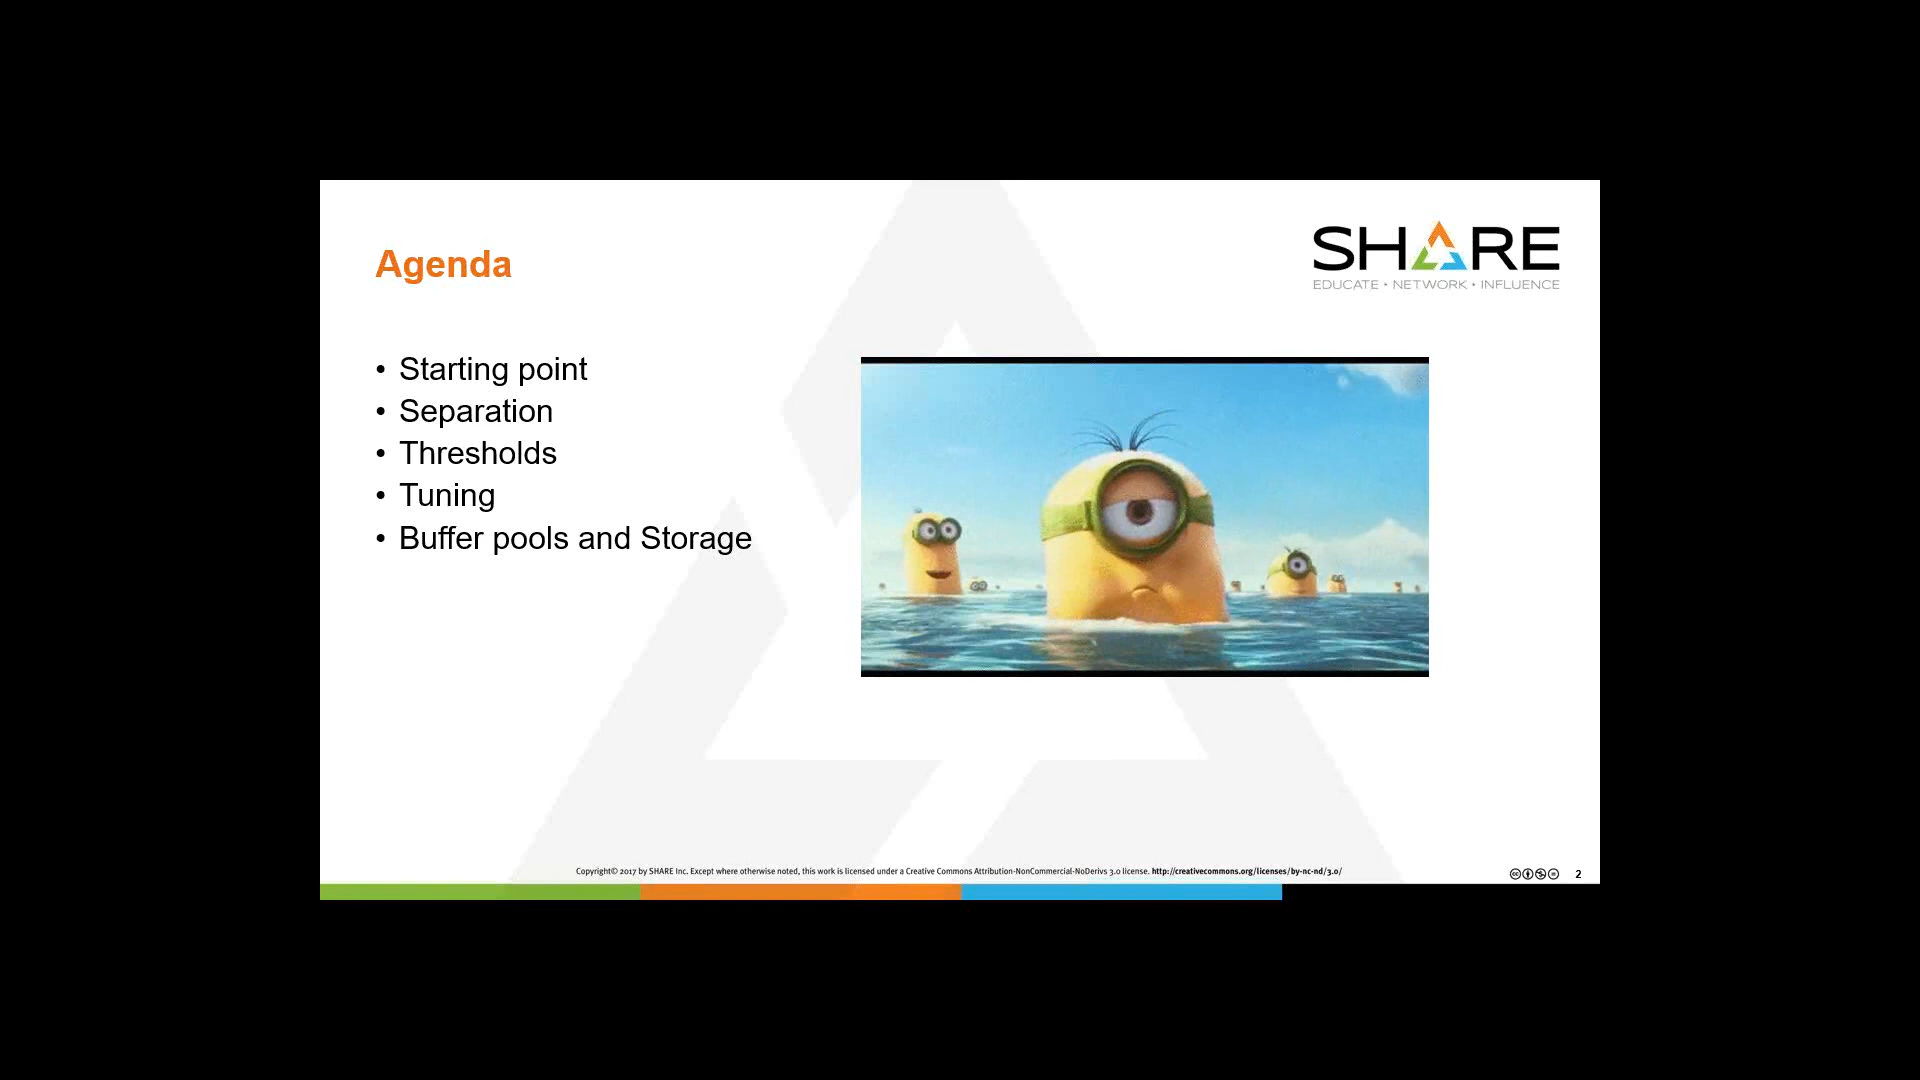 Agenda
SHARE
EDUCATE • NETWORK • INFLUENCE
• Starting point
• Separation
• Thresholds
• Tuning
• Buffer pools and Storage
Copyright© 2017 by SHARE Inc. Except where otherwise noted, this work is licensed under a Creative Commons Attribution-NonCommercial-NoDerivs 3.0 license. http://creativecommons.org/licenses/by-nc-nd/3.0/
2